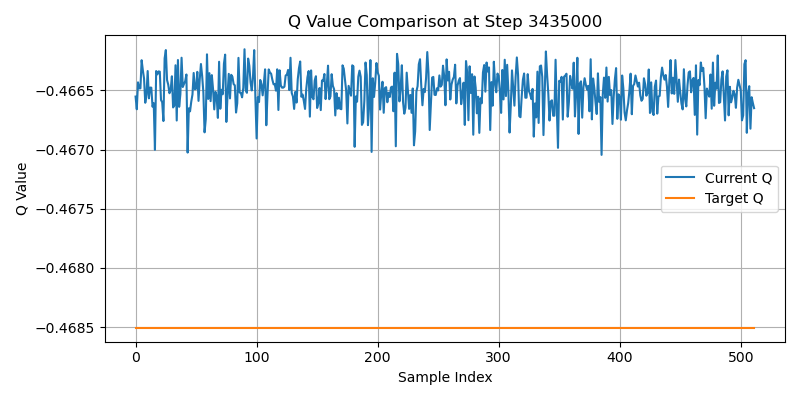 Q Value Comparison at Step 3435000
Q Value
−0.4665
−0.4670
−0.4675
−0.4680
−0.4685
Current Q
Target Q
0 100 200 300 400 500
Sample Index